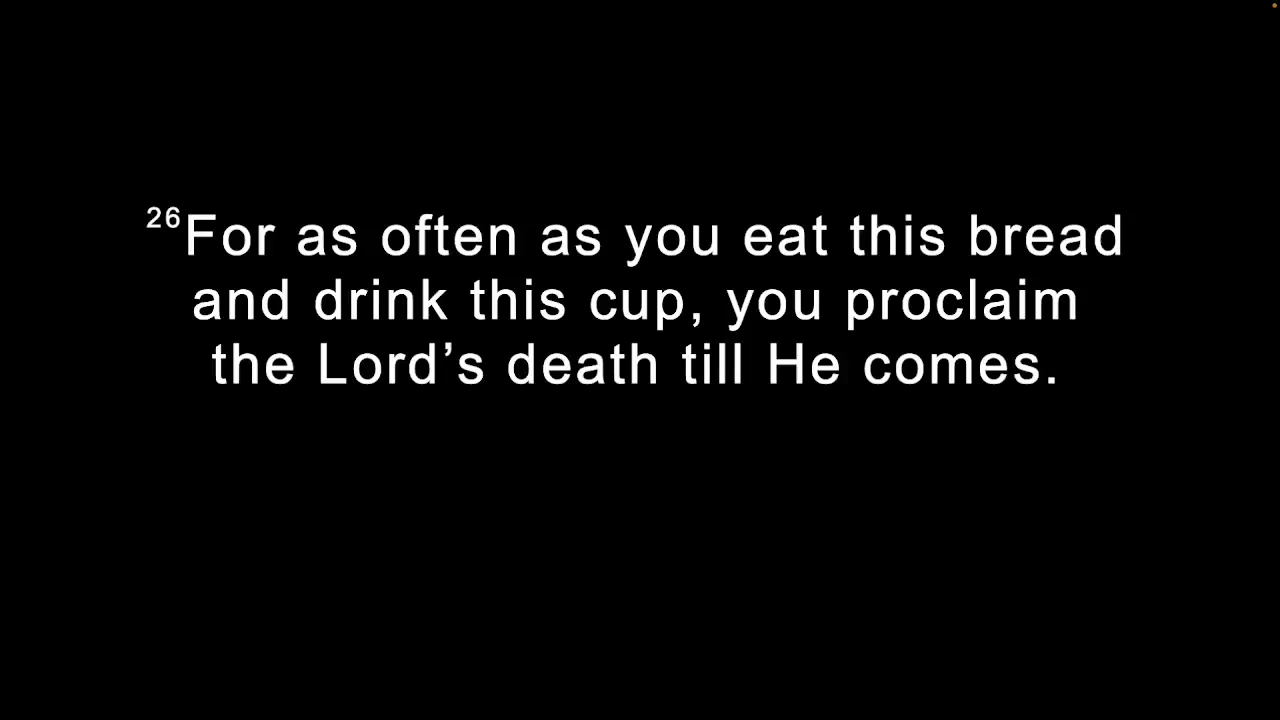 26For as often as you eat this bread
and drink this cup, you proclaim
the Lord’s death till He comes.